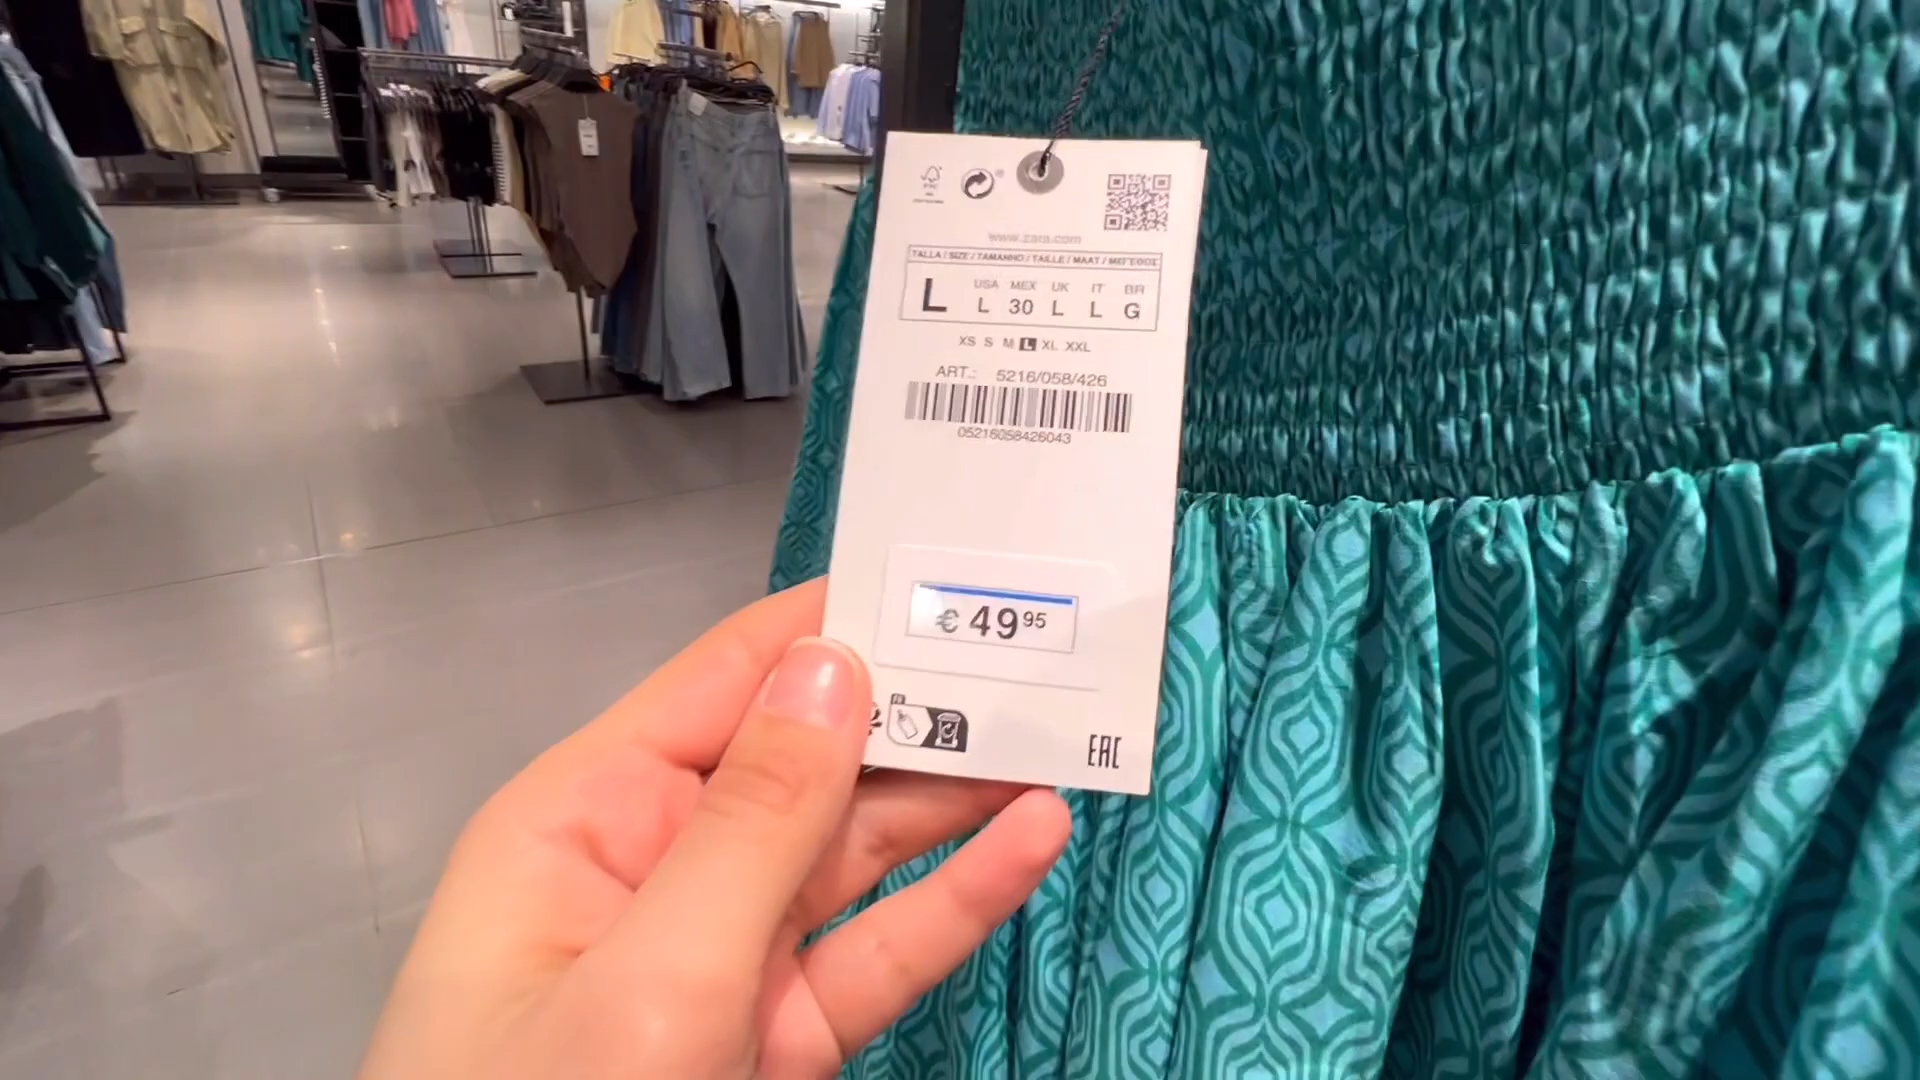 www.zara.com
TALLA / SIZE / TAMANHO / TAILLE / MAAT /
USA MEX UK IT BR
L L 30 L L G
XS S M L XL XXL
ART.: 5216/058/426
05216058426043
€ 49 95
FR
EAC